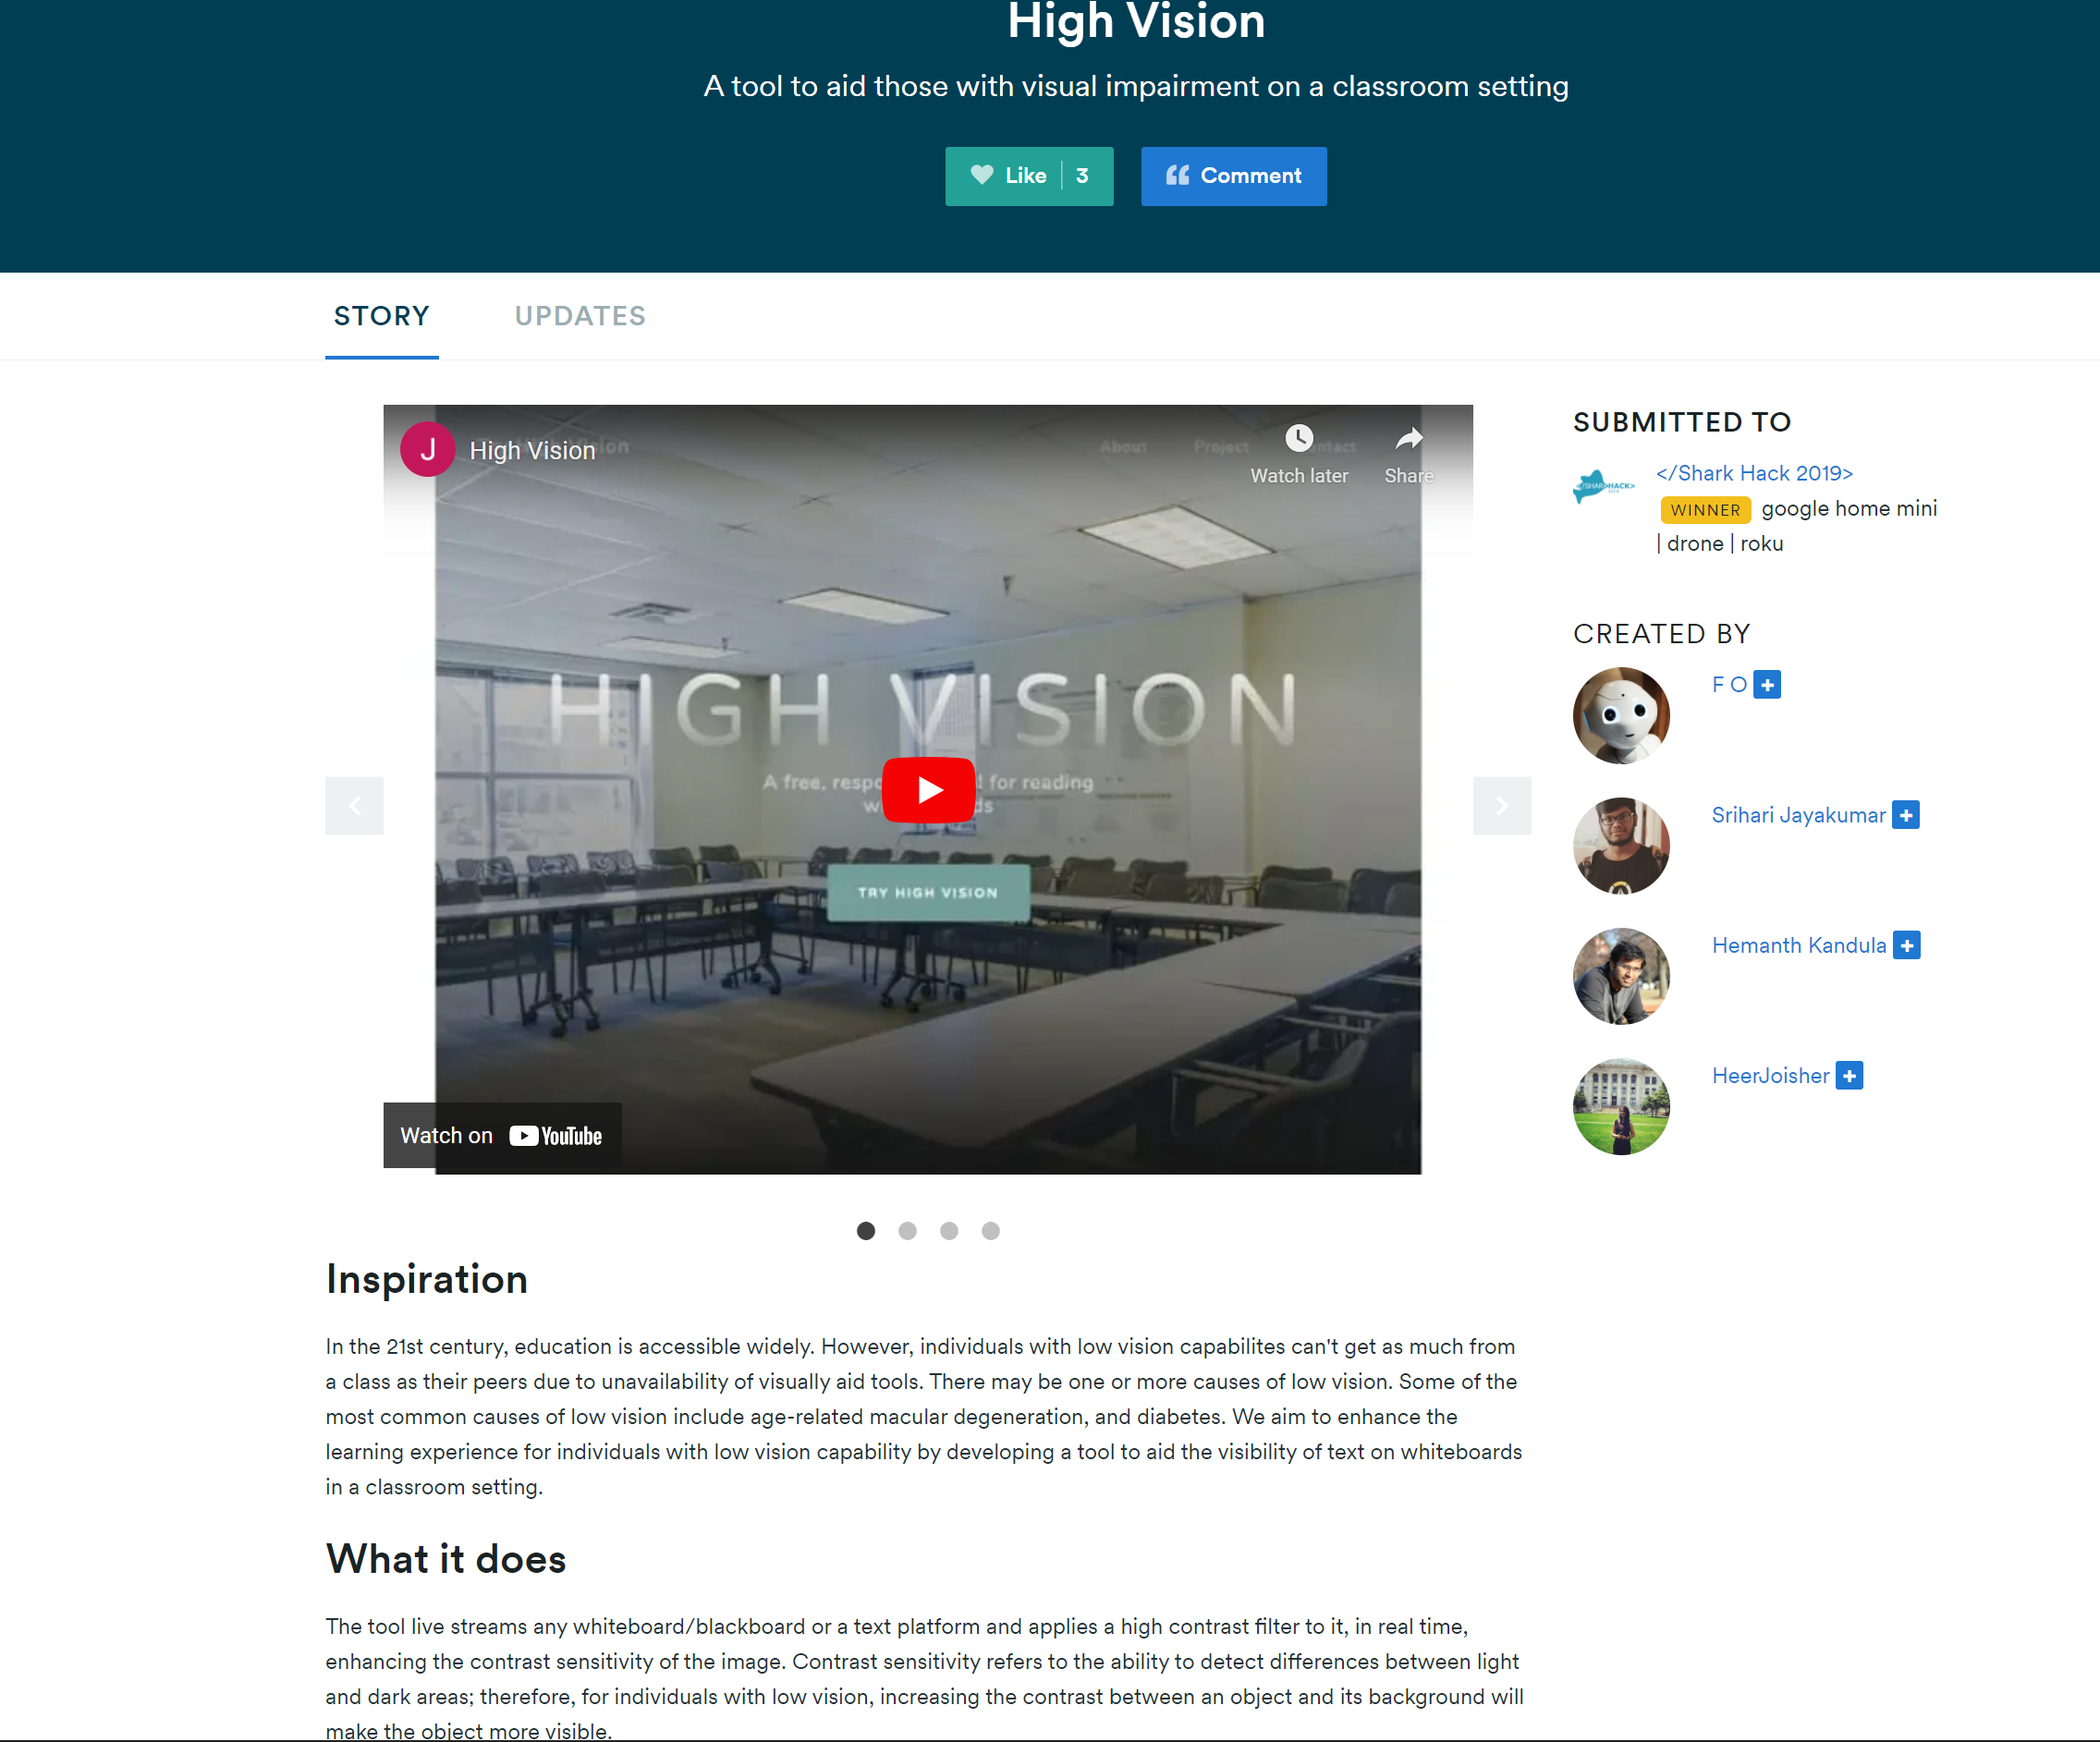 High Vision
A tool to aid those with visual impairment on a classroom setting
Like 3
Comment
STORY
UPDATES
J
High Vision
About
Project
Watch later
Share
HIGH VISION
A free, for reading
TRY HIGH VISION
Watch on YouTube
SUBMITTED TO
</Shark Hack 2019>
WINNER google home mini
| drone | roku
CREATED BY
F O
Srihari Jayakumar
Hemanth Kandula
HeerJoisher
Inspiration
In the 21st century, education is accessible widely. However, individuals with low vision capabilites can't get as much from
a class as their peers due to unavailability of visually aid tools. There may be one or more causes of low vision. Some of the
most common causes of low vision include age-related macular degeneration, and diabetes. We aim to enhance the
learning experience for individuals with low vision capability by developing a tool to aid the visibility of text on whiteboards
in a classroom setting.
What it does
The tool live streams any whiteboard/blackboard or a text platform and applies a high contrast filter to it, in real time,
enhancing the contrast sensitivity of the image. Contrast sensitivity refers to the ability to detect differences between light
and dark areas; therefore, for individuals with low vision, increasing the contrast between an object and its background will
make the object more visible.